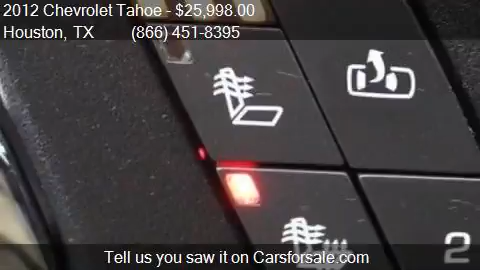 2012 Chevrolet Tahoe - $25,998.00
Houston, TX (866) 451-8395
2
Tell us you saw it on Carsforsale.com